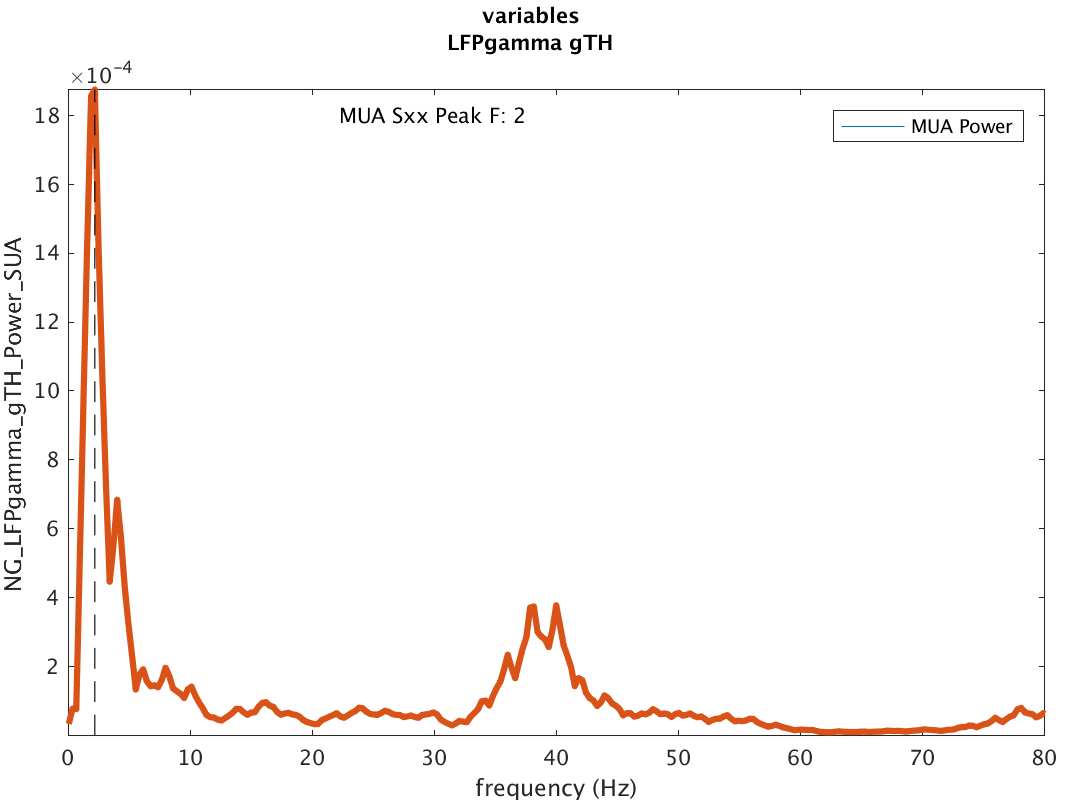 variables
LFPgamma gTH
×10⁻⁴
MUA Sxx Peak F: 2
MUA Power
18
16
14
12
10
8
6
4
2
NG_LFPgamma_gTH_Power_SUA
0 10 20 30 40 50 60 70 80
frequency (Hz)